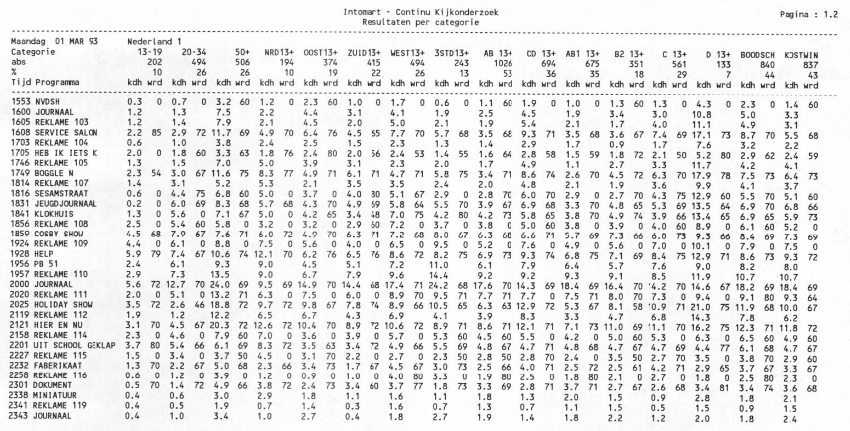 Intomart - Continu Kijkonderzoek
Resultaten per categorie
Pagina : 1.2
Maandag 01 MAR 93 Nederland 1
Categorie 13-19 20-34 50+ NRD13+ OOST13+ ZUID13+ WEST13+ 3STD13+ AB 13+ CD 13+ AB1 13+ B2 13+ C 13+ D 13+ BOODSCH KOSTWIN
abs 202 494 506 194 374 415 494 243 1026 694 675 351 561 133 840 837
% 10 26 26 10 19 22 26 13 53 36 35 18 29 7 44 43
Tijd Programma kdh wrd kdh wrd kdh wrd kdh wrd kdh wrd kdh wrd kdh wrd kdh wrd kdh wrd kdh wrd kdh wrd kdh wrd kdh wrd kdh wrd kdh wrd kdh wrd
1553 NVDSH 0.3 0 0.7 0 3.2 60 1.2 0 2.3 60 1.0 0 1.7 0 0.6 0 1.1 60 1.9 0 1.0 0 1.3 60 1.3 0 4.3 0 2.3 0 1.4 60
1600 JOURNAAL 1.2 1.3 7.5 2.2 4.4 3.1 4.1 1.9 2.5 4.5 1.9 3.4 4.0 10.8 5.0 3.3
1605 REKLAME 103 1.2 1.4 7.9 2.1 4.5 2.0 5.0 2.1 1.9 5.4 2.1 1.7 4.0 11.1 4.9 3.1
1608 SERVICE SALON 2.2 85 2.9 72 11.7 69 4.9 70 6.4 76 4.5 65 7.7 70 5.7 68 3.5 68 9.3 71 3.5 68 3.6 67 7.4 69 17.1 73 8.7 70 5.5 68
1703 REKLAME 104 0.6 1.0 3.8 2.4 2.5 1.5 2.3 1.3 1.4 2.9 1.7 0.9 1.7 7.6 3.2 2.2
1705 HEB IK IETS K 2.0 0 1.8 60 3.3 63 1.8 76 2.4 80 2.0 56 2.4 53 1.4 55 1.6 64 2.8 58 1.5 59 1.8 72 2.1 50 5.2 80 2.9 62 2.4 59
1746 REKLAME 105 1.3 1.5 7.0 5.0 3.9 3.1 2.3 2.0 1.7 4.9 1.1 2.7 3.3 11.7 4.2 4.1
1749 BOGGLE N 2.3 54 3.0 67 11.6 75 8.3 77 4.9 71 6.1 71 4.7 71 5.8 75 3.4 71 8.6 74 2.6 70 4.5 72 6.3 70 17.9 78 7.5 73 6.4 73
1814 REKLAME 107 1.4 3.1 5.2 5.3 2.1 3.5 3.5 2.4 2.0 4.8 2.1 1.9 3.6 9.9 4.1 3.7
1816 SESAMSTRAAT 0.6 0 4.4 75 6.8 60 5.0 0 3.7 0 4.0 80 5.1 67 2.9 0 2.8 70 6.0 70 2.9 0 2.7 70 4.3 75 12.9 60 5.5 70 5.1 60
1831 JEUGDJOURNAAL 0.2 0 6.0 69 8.3 68 5.7 68 4.3 70 4.9 69 5.8 64 5.5 70 3.9 67 6.9 68 3.3 70 4.8 65 5.3 69 13.5 64 6.9 70 6.8 66
1841 KLOKHUIS 1.3 0 5.6 0 7.1 67 5.0 0 4.2 65 3.4 48 7.0 75 4.2 80 4.2 73 5.8 65 3.8 70 4.9 74 3.9 66 13.4 65 6.9 65 5.9 73
1856 REKLAME 108 2.5 0 5.4 60 5.8 0 3.2 0 3.2 0 2.9 60 7.2 0 3.7 0 3.8 0 5.0 60 3.8 0 3.9 0 4.0 60 8.9 0 6.1 60 5.2 0
1859 COSBY SHOW 4.5 68 7.9 67 7.6 71 6.0 72 4.9 70 6.3 71 7.2 68 8.0 67 6.3 68 6.6 71 5.7 69 7.3 66 6.0 73 9.3 66 8.4 69 7.3 69
1924 REKLAME 109 4.4 0 6.1 0 8.8 0 7.5 0 5.6 0 4.0 0 6.5 0 9.5 0 5.2 0 7.6 0 4.9 0 5.6 0 7.0 0 10.1 0 7.9 0 7.5 0
1928 HELP 5.9 79 7.4 67 10.6 74 12.1 70 6.2 76 6.5 76 8.6 72 8.2 75 6.9 73 9.3 74 6.8 75 7.1 69 8.4 75 12.9 71 8.6 73 9.3 72
1956 PB 51 2.4 6.1 9.3 9.0 4.5 5.1 7.2 11.0 6.1 7.9 6.4 5.7 7.6 9.0 8.2 8.0
1957 REKLAME 110 2.9 7.3 13.5 9.0 6.7 7.9 9.6 14.4 9.2 9.2 9.3 9.1 8.5 11.9 10.7 10.7
2000 JOURNAAL 5.6 72 12.7 70 24.0 69 9.5 69 14.9 70 14.4 68 17.4 71 24.2 68 17.6 70 14.3 69 18.4 69 16.4 70 14.2 70 14.6 67 18.2 69 18.4 69
2020 REKLAME 111 2.0 0 5.1 0 13.2 71 6.3 0 7.5 0 6.0 0 8.9 70 9.5 71 7.7 71 7.7 0 7.5 71 8.0 70 7.3 0 9.4 0 9.1 80 9.3 64
2025 HOLIDAY SHOW 3.5 72 2.6 46 18.8 72 9.7 72 9.8 67 7.8 74 8.9 66 10.5 65 6.3 63 12.9 72 5.3 67 8.1 58 10.9 71 21.0 75 11.9 68 10.0 67
2119 REKLAME 112 1.9 1.2 12.2 6.5 6.7 4.3 6.9 4.1 3.9 8.3 3.3 4.7 6.8 14.3 7.8 6.2
2121 HIER EN NU 3.1 70 4.5 67 20.3 72 12.6 72 10.4 70 8.9 72 10.6 72 8.9 71 8.6 71 12.1 71 7.1 73 11.0 69 11.1 70 16.2 75 12.3 71 11.8 72
2158 REKLAME 114 2.3 0 4.6 0 7.9 60 7.0 0 3.6 0 3.9 0 5.7 0 5.3 60 4.5 60 5.5 0 4.2 0 5.0 60 5.3 0 6.3 0 6.5 60 4.9 60
2201 UIT SCHOOL GEKLAP 3.7 80 5.4 66 6.1 69 8.3 72 3.5 63 3.4 72 4.9 66 5.5 69 4.8 67 4.7 71 4.8 68 4.7 67 4.7 69 4.4 77 6.1 68 4.7 67
2227 REKLAME 115 1.5 0 3.4 0 3.7 50 4.5 0 3.1 70 2.2 0 2.7 0 2.3 50 2.8 50 2.8 70 2.4 0 3.5 50 2.7 70 3.5 0 3.8 70 2.9 60
2232 FABERIKAAT 1.3 70 2.2 67 5.0 68 2.3 66 3.4 73 1.7 67 4.5 67 3.0 73 2.5 66 4.0 71 2.5 72 2.5 61 4.2 71 2.9 65 3.7 67 3.3 67
2258 REKLAME 116 0.6 0 1.2 0 3.9 0 1.2 0 0.9 0 1.0 0 4.0 80 3.3 0 1.9 80 2.5 0 1.8 80 2.1 0 2.7 0 1.8 0 2.5 80 2.3 0
2301 DOKUMENT 0.5 70 1.4 72 4.9 66 3.8 72 2.4 73 3.4 60 3.7 77 1.8 73 3.3 69 2.8 71 3.7 71 2.7 67 2.6 68 3.4 81 3.4 74 3.6 68
2338 MINIATUUR 0.4 0.6 3.0 2.9 1.8 1.1 1.6 1.1 1.8 1.3 2.0 1.5 0.9 2.8 1.8 2.1
2341 REKLAME 119 0.4 0.5 1.9 0.7 1.4 0.3 1.6 0.7 1.3 0.7 1.1 1.5 0.5 1.5 0.9 1.5
2343 JOURNAAL 0.4 1.0 3.4 1.0 2.7 0.4 1.8 2.7 1.9 1.4 1.8 2.2 1.2 2.0 1.8 2.4